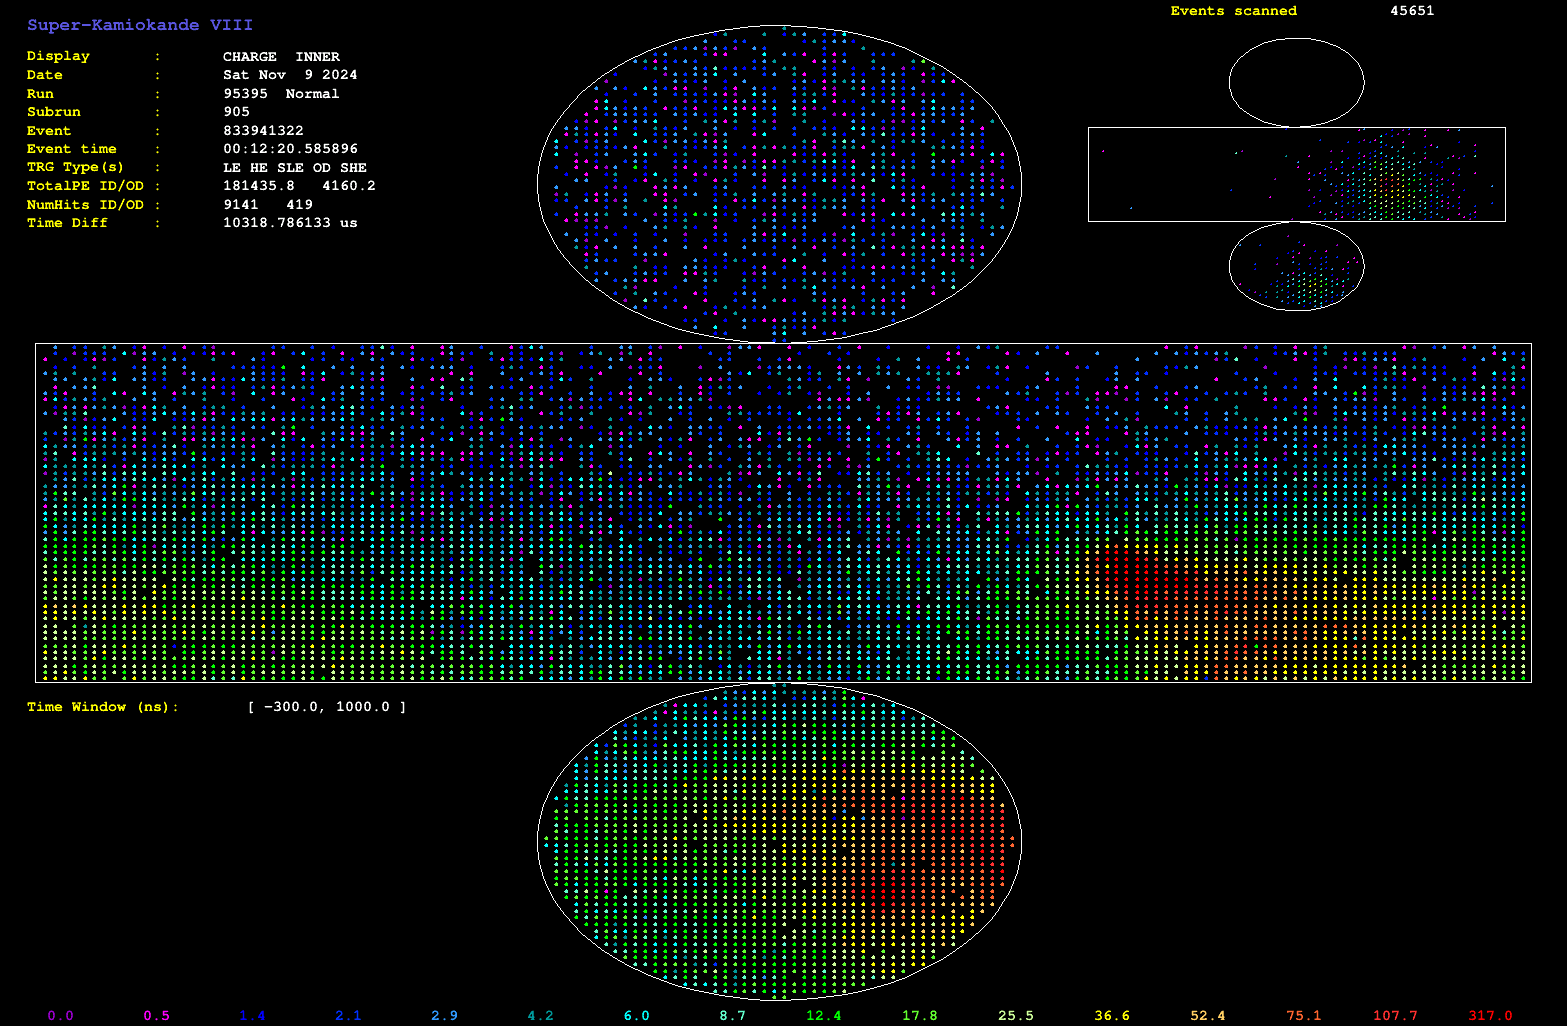 Super-Kamiokande VIII
Events scanned 45651
Display : CHARGE INNER
Date : Sat Nov 9 2024
Run : 95395 Normal
Subrun : 905
Event : 833941322
Event time : 00:12:20.585896
TRG Type(s) : LE HE SLE OD SHE
TotalPE ID/OD : 181435.8 4160.2
NumHits ID/OD : 9141 419
Time Diff : 10318.786133 us
Time Window (ns): [ -300.0, 1000.0 ]
0.0 0.5 1.4 2.1 2.9 4.2 6.0 8.7 12.4 17.8 25.5 36.6 52.4 75.1 107.7 317.0